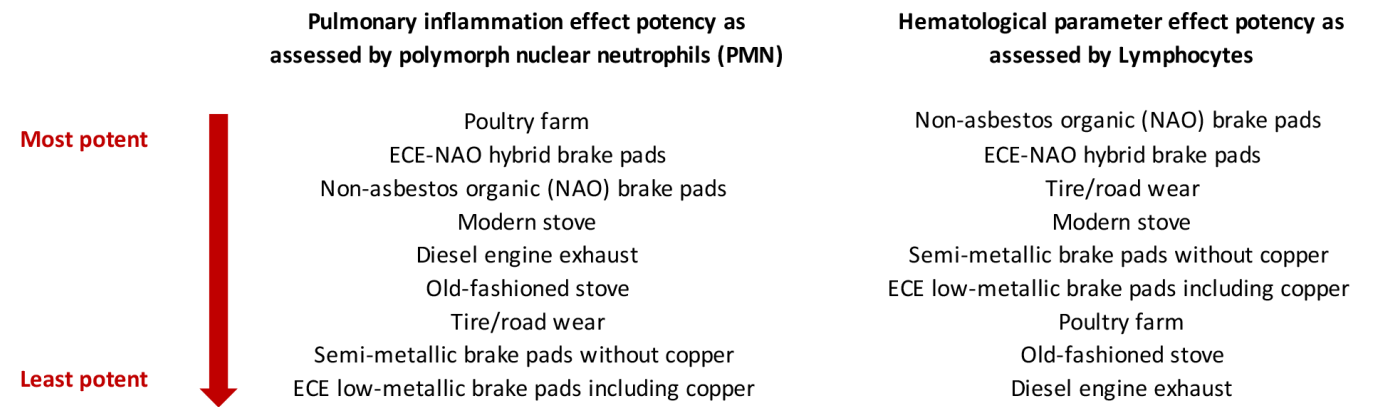 Pulmonary inflammation effect potency as
assessed by polymorph nuclear neutrophils (PMN)
Hematological parameter effect potency as
assessed by Lymphocytes
Most potent
Least potent
Poultry farm
ECE-NAO hybrid brake pads
Non-asbestos organic (NAO) brake pads
Modern stove
Diesel engine exhaust
Old-fashioned stove
Tire/road wear
Semi-metallic brake pads without copper
ECE low-metallic brake pads including copper
Non-asbestos organic (NAO) brake pads
ECE-NAO hybrid brake pads
Tire/road wear
Modern stove
Semi-metallic brake pads without copper
ECE low-metallic brake pads including copper
Poultry farm
Old-fashioned stove
Diesel engine exhaust